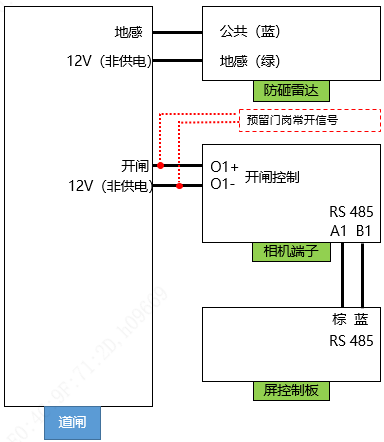 地感
公共（蓝）
12V（非供电）
地感（绿）
防砸雷达
预留门岗常开信号
开闸
O1+
开闸控制
12V（非供电）
O1-
RS 485
A1
B1
相机端子
棕
蓝
RS 485
屏控制板
道闸